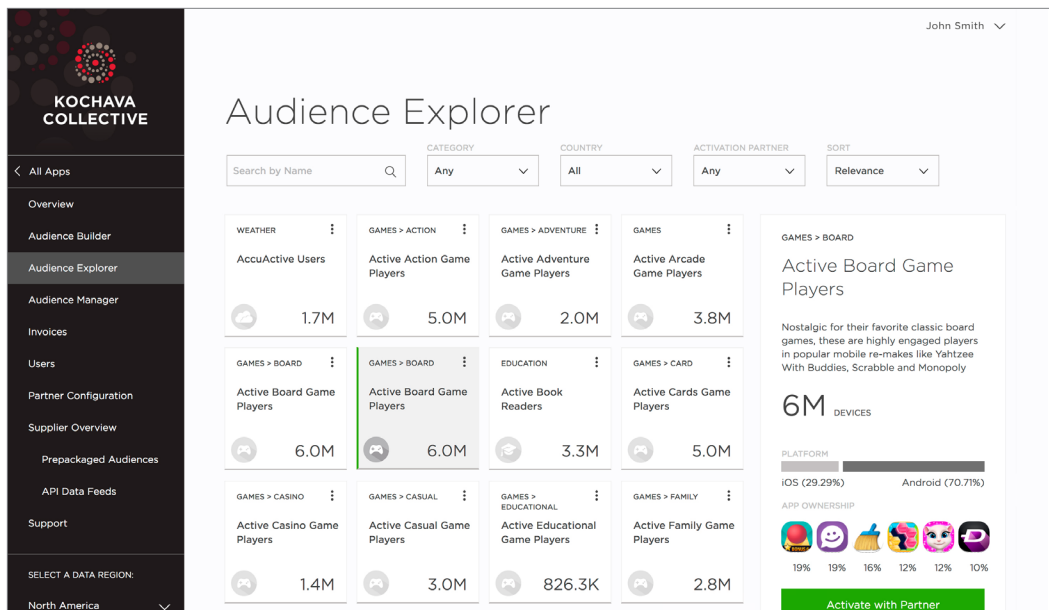 John Smith
KOCHAVA
COLLECTIVE
All Apps
Overview
Audience Builder
Audience Explorer
Audience Manager
Invoices
Users
Partner Configuration
Supplier Overview
Prepackaged Audiences
API Data Feeds
Support
SELECT A DATA REGION:
North America
Audience Explorer
Search by Name
CATEGORY
Any
COUNTRY
All
ACTIVATION PARTNER
Any
SORT
Relevance
WEATHER
AccuActive Users
1.7M
GAMES > ACTION
Active Action Game
Players
5.0M
GAMES > ADVENTURE
Active Adventure
Game Players
2.0M
GAMES
Active Arcade
Game Players
3.8M
GAMES > BOARD
Active Board Game
Players
6.0M
GAMES > BOARD
Active Board Game
Players
6.0M
EDUCATION
Active Book
Readers
3.3M
GAMES > CARD
Active Cards Game
Players
5.0M
GAMES > CASINO
Active Casino Game
Players
1.4M
GAMES > CASUAL
Active Casual Game
Players
3.0M
GAMES >
EDUCATIONAL
Active Educational
Game Players
826.3K
GAMES > FAMILY
Active Family Game
Players
2.8M
GAMES > BOARD
Active Board Game
Players
Nostalgic for their favorite classic board
games, these are highly engaged players
in popular mobile re-makes like Yahtzee
With Buddies, Scrabble and Monopoly
6M DEVICES
PLATFORM
iOS (29.29%) Android (70.71%)
APP OWNERSHIP
19% 19% 16% 12% 12% 10%
Activate with Partner